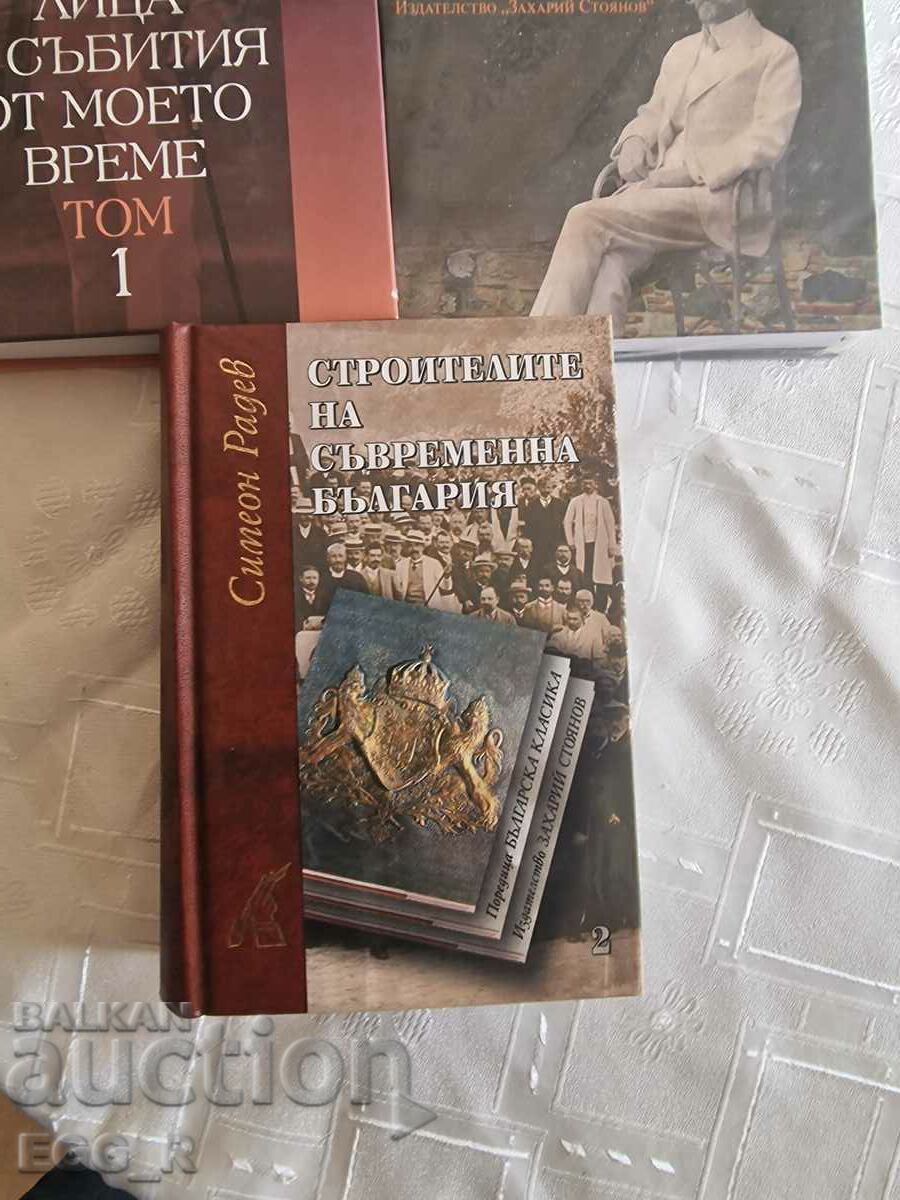 ЛИЦА
СЪБИТИЯ
ОТ МОЕТО
ВРЕМЕ
ТОМ
1
Издателство „Захарий Стоянов“
Симеон Радев
СТРОИТЕЛИТЕ
НА
СЪВРЕМЕННА
БЪЛГАРИЯ
Поредица БЪЛГАРСКА КЛАСИКА
Издателство ЗАХАРИЙ СТОЯНОВ
2
BALKAN
auction
EGG_R